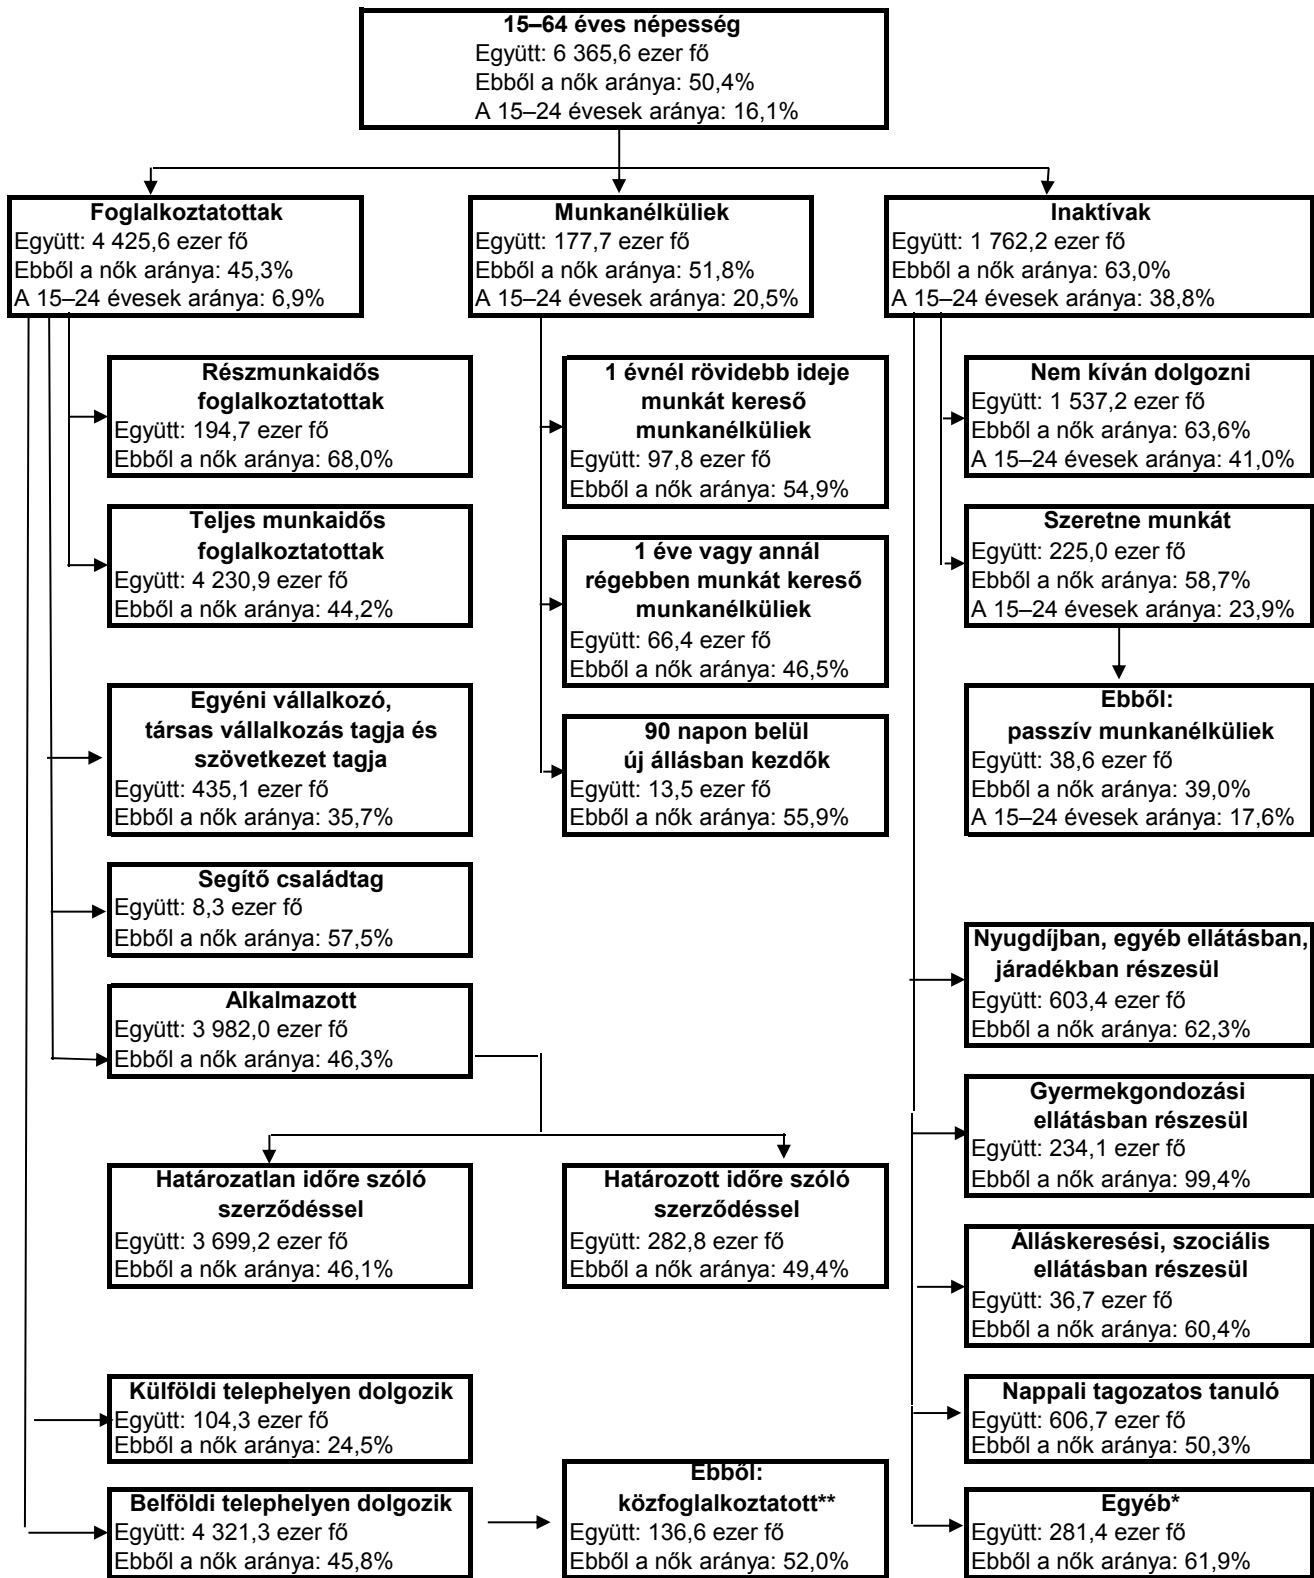 15–64 éves népesség
Együtt: 6 365,6 ezer fő
Ebből a nők aránya: 50,4%
A 15–24 évesek aránya: 16,1%
Foglalkoztatottak
Együtt: 4 425,6 ezer fő
Ebből a nők aránya: 45,3%
A 15–24 évesek aránya: 6,9%
Munkanélküliek
Együtt: 177,7 ezer fő
Ebből a nők aránya: 51,8%
A 15–24 évesek aránya: 20,5%
Inaktívak
Együtt: 1 762,2 ezer fő
Ebből a nők aránya: 63,0%
A 15–24 évesek aránya: 38,8%
Részmunkaidős
foglalkoztatottak
Együtt: 194,7 ezer fő
Ebből a nők aránya: 68,0%
1 évnél rövidebb ideje
munkát kereső
munkanélküliek
Együtt: 97,8 ezer fő
Ebből a nők aránya: 54,9%
Nem kíván dolgozni
Együtt: 1 537,2 ezer fő
Ebből a nők aránya: 63,6%
A 15–24 évesek aránya: 41,0%
Teljes munkaidős
foglalkoztatottak
Együtt: 4 230,9 ezer fő
Ebből a nők aránya: 44,2%
1 éve vagy annál
régebben munkát kereső
munkanélküliek
Együtt: 66,4 ezer fő
Ebből a nők aránya: 46,5%
Szeretne munkát
Együtt: 225,0 ezer fő
Ebből a nők aránya: 58,7%
A 15–24 évesek aránya: 23,9%
Egyéni vállalkozó,
társas vállalkozás tagja és
szövetkezet tagja
Együtt: 435,1 ezer fő
Ebből a nők aránya: 35,7%
90 napon belül
új állásban kezdők
Együtt: 13,5 ezer fő
Ebből a nők aránya: 55,9%
Ebből:
passzív munkanélküliek
Együtt: 38,6 ezer fő
Ebből a nők aránya: 39,0%
A 15–24 évesek aránya: 17,6%
Segítő családtag
Együtt: 8,3 ezer fő
Ebből a nők aránya: 57,5%
Nyugdíjban, egyéb ellátásban,
járadékban részesül
Együtt: 603,4 ezer fő
Ebből a nők aránya: 62,3%
Alkalmazott
Együtt: 3 982,0 ezer fő
Ebből a nők aránya: 46,3%
Gyermekgondozási
ellátásban részesül
Együtt: 234,1 ezer fő
Ebből a nők aránya: 99,4%
Határozatlan időre szóló
szerződéssel
Együtt: 3 699,2 ezer fő
Ebből a nők aránya: 46,1%
Határozott időre szóló
szerződéssel
Együtt: 282,8 ezer fő
Ebből a nők aránya: 49,4%
Álláskeresési, szociális
ellátásban részesül
Együtt: 36,7 ezer fő
Ebből a nők aránya: 60,4%
Külföldi telephelyen dolgozik
Együtt: 104,3 ezer fő
Ebből a nők aránya: 24,5%
Nappali tagozatos tanuló
Együtt: 606,7 ezer fő
Ebből a nők aránya: 50,3%
Belföldi telephelyen dolgozik
Együtt: 4 321,3 ezer fő
Ebből a nők aránya: 45,8%
Ebből:
közfoglalkoztatott**
Együtt: 136,6 ezer fő
Ebből a nők aránya: 52,0%
Egyéb*
Együtt: 281,4 ezer fő
Ebből a nők aránya: 61,9%